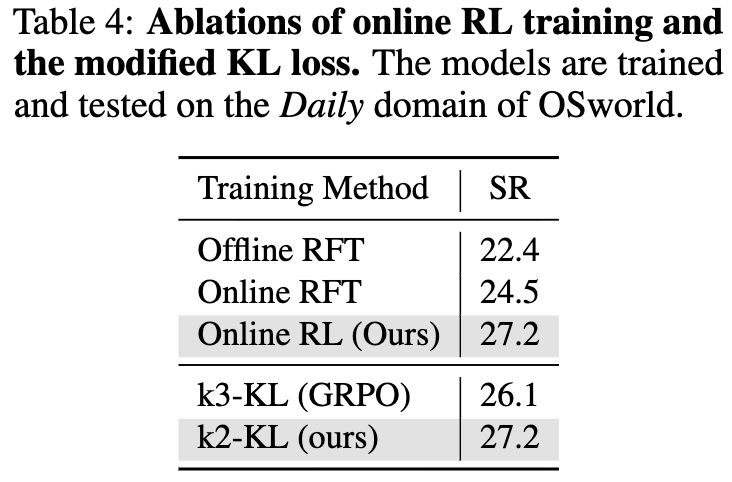 Table 4: Ablations of online RL training and
the modified KL loss. The models are trained
and tested on the Daily domain of OSworld.
Training Method SR
Offline RFT 22.4
Online RFT 24.5
Online RL (Ours) 27.2
k3-KL (GRPO) 26.1
k2-KL (ours) 27.2